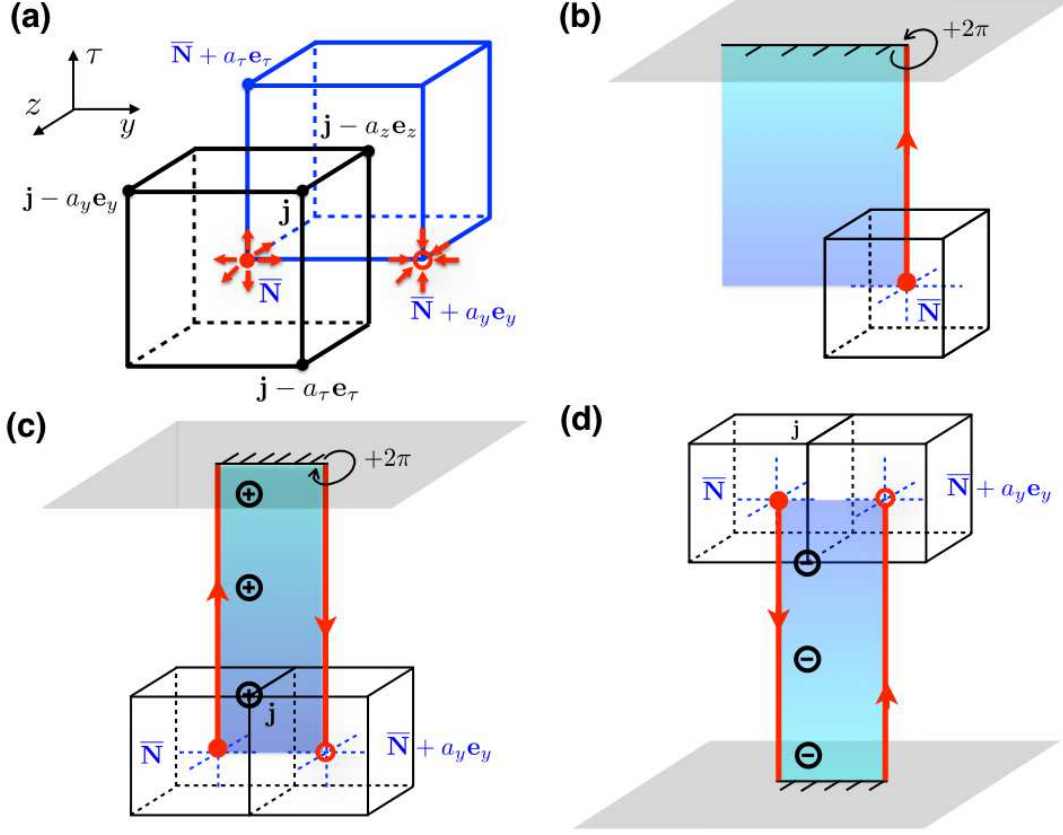 (a)
τ
z
y
N̅ + a_τ e_τ
j − a_z e_z
j − a_y e_y
j
N̅
N̅ + a_y e_y
j − a_τ e_τ
(b)
+2π
N̅
(c)
+2π
+
+
+
j
N̅
N̅ + a_y e_y
(d)
j
N̅
N̅ + a_y e_y
−
−
−